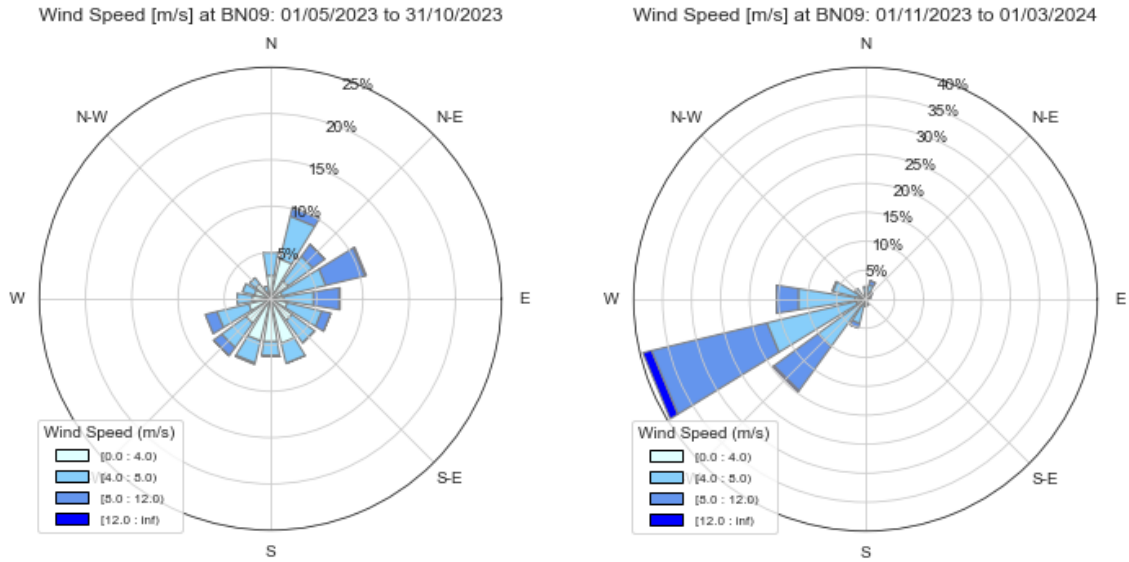 Wind Speed [m/s] at BN09: 01/05/2023 to 31/10/2023
N
N-W
N-E
W
E
S-E
S
25%
20%
15%
10%
5%
Wind Speed (m/s)
[0.0 : 4.0)
[4.0 : 8.0)
[8.0 : 12.0)
[12.0 : inf)
Wind Speed [m/s] at BN09: 01/11/2023 to 01/03/2024
N
N-W
N-E
W
E
S-E
S
40%
35%
30%
25%
20%
15%
10%
5%
Wind Speed (m/s)
[0.0 : 4.0)
[4.0 : 8.0)
[8.0 : 12.0)
[12.0 : inf)